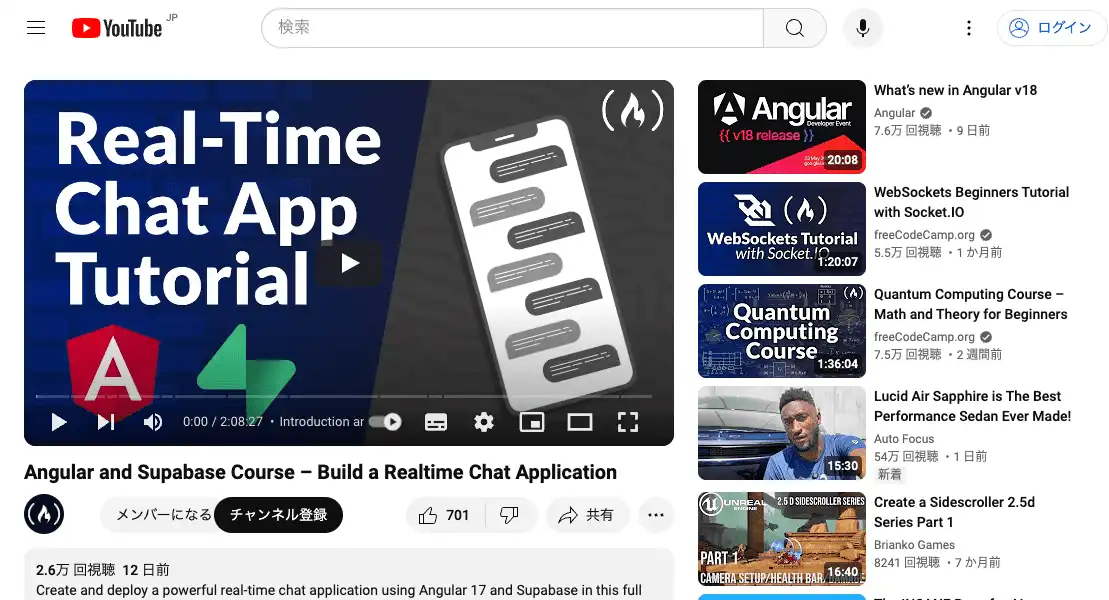 YouTube JP
検索
ログイン
Real-Time
Chat App
Tutorial
0:00 / 2:08:27 • Introduction ar
Angular and Supabase Course – Build a Realtime Chat Application
メンバーになる
チャンネル登録
701
共有
2.6万 回視聴 12 日前
Create and deploy a powerful real-time chat application using Angular 17 and Supabase in this full
Angular
Developer Event
{{ v18 release }}
20:08
What's new in Angular v18
Angular
7.6万 回視聴 ・9 日前
WebSockets Tutorial
with Socket.IO
1:20:07
WebSockets Beginners Tutorial
with Socket.IO
freeCodeCamp.org
5.5万 回視聴 ・1 か月前
Quantum
Computing
Course
1:36:04
Quantum Computing Course –
Math and Theory for Beginners
freeCodeCamp.org
7.5万 回視聴 ・2 週間前
15:30
Lucid Air Sapphire is The Best
Performance Sedan Ever Made!
Auto Focus
54万 回視聴 ・1 日前
新着
UNREAL
ENGINE
2.5 D SIDESCROLLER SERIES
PART 1
CAMERA SETUP/HEALTH BAR
16:40
Create a Sidescroller 2.5d
Series Part 1
Brianko Games
8241 回視聴 ・7 か月前